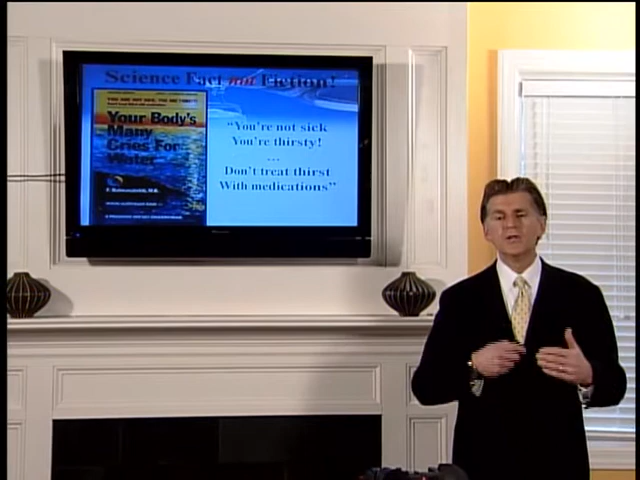 Science Fact not Fiction!
Your Body's
Many
Cries For
Water
"You're not sick
You're thirsty!
...
Don't treat thirst
With medications"